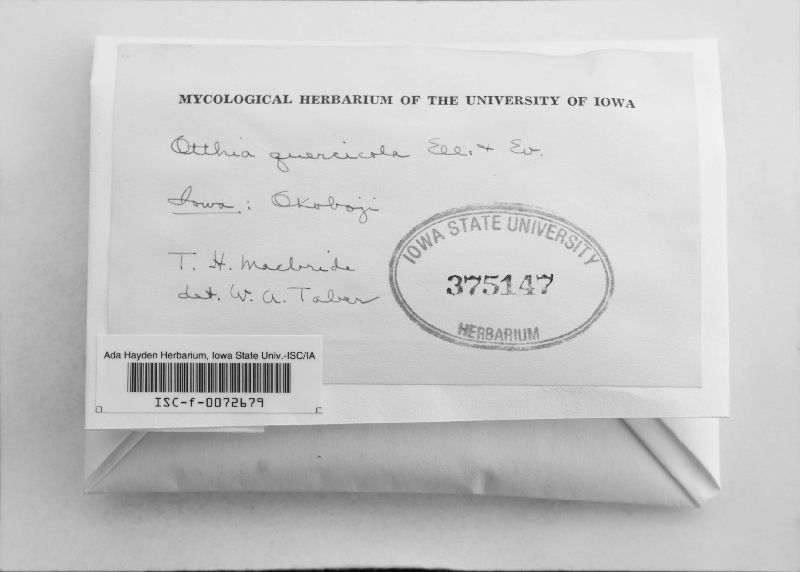 MYCOLOGICAL HERBARIUM OF THE UNIVERSITY OF IOWA
Otthia quercicola Ell. + Ev.
Iowa: Okoboji
T. H. Macbride
det. W. A. Taber
IOWA STATE UNIVERSITY
375147
HERBARIUM
Ada Hayden Herbarium, Iowa State Univ.-ISC/IA
ISC-f-0072679